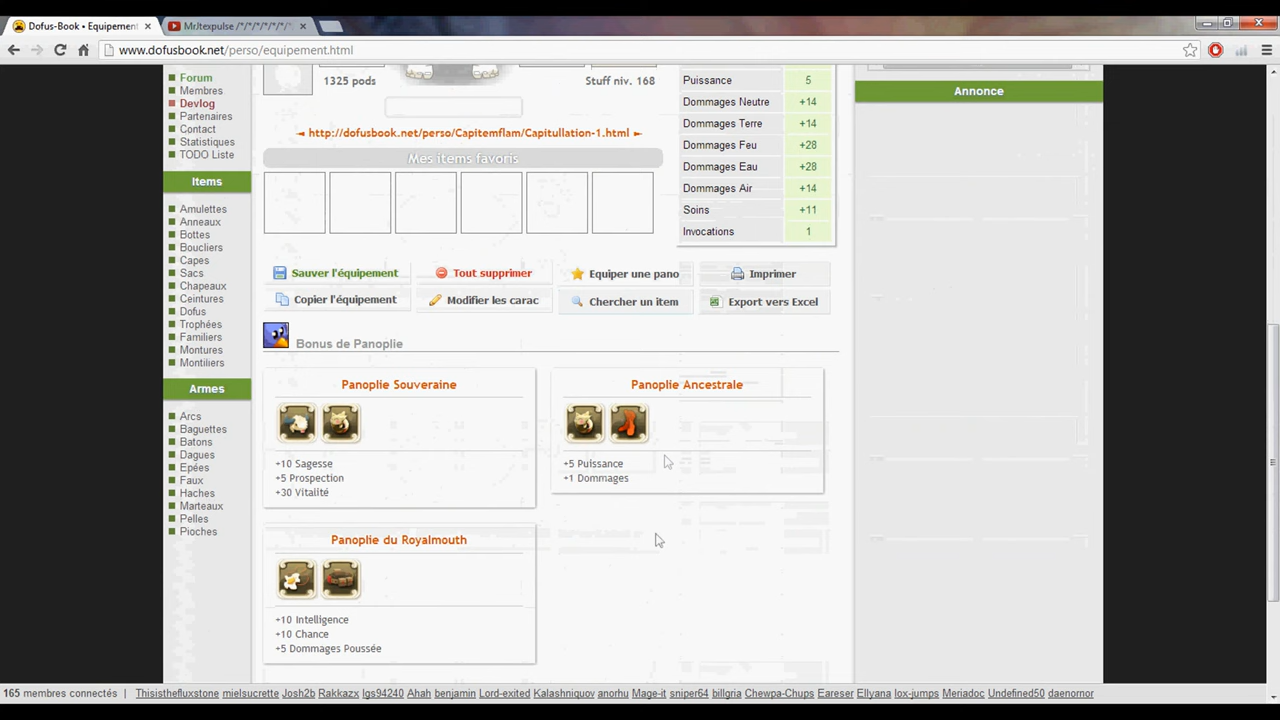 Dofus-Book • Equipement
MrJtexpulse /*/*/*/*/*/*/
www.dofusbook.net/perso/equipement.html
Forum
Membres
Devlog
Partenaires
Contact
Statistiques
TODO Liste
Items
Amulettes
Anneaux
Bottes
Boucliers
Capes
Sacs
Chapeaux
Ceintures
Dofus
Trophées
Familiers
Montures
Montiliers
Armes
Arcs
Baguettes
Batons
Dagues
Epées
Faux
Haches
Marteaux
Pelles
Pioches
1325 pods
Stuff niv. 168
◄ http://dofusbook.net/perso/Capitemflam/Capitullation-1.html ►
Mes items favoris
Puissance 5
Dommages Neutre +14
Dommages Terre +14
Dommages Feu +28
Dommages Eau +28
Dommages Air +14
Soins +11
Invocations 1
Sauver l'équipement
Tout supprimer
Equiper une pano
Imprimer
Copier l'équipement
Modifier les carac
Chercher un item
Export vers Excel
Bonus de Panoplie
Panoplie Souveraine
+10 Sagesse
+5 Prospection
+30 Vitalité
Panoplie Ancestrale
+5 Puissance
+1 Dommages
Panoplie du Royalmouth
+10 Intelligence
+10 Chance
+5 Dommages Poussée
Annonce
165 membres connectés | Thisisthefluxstone mielsucrette Josh2b Rakkazx lgs94240 Ahah benjamin Lord-exited Kalashniquov anorhu Mage-it sniper64 billgria Chewpa-Chups Eareser Ellyana lox-jumps Meriadoc Undefined50 daenornor